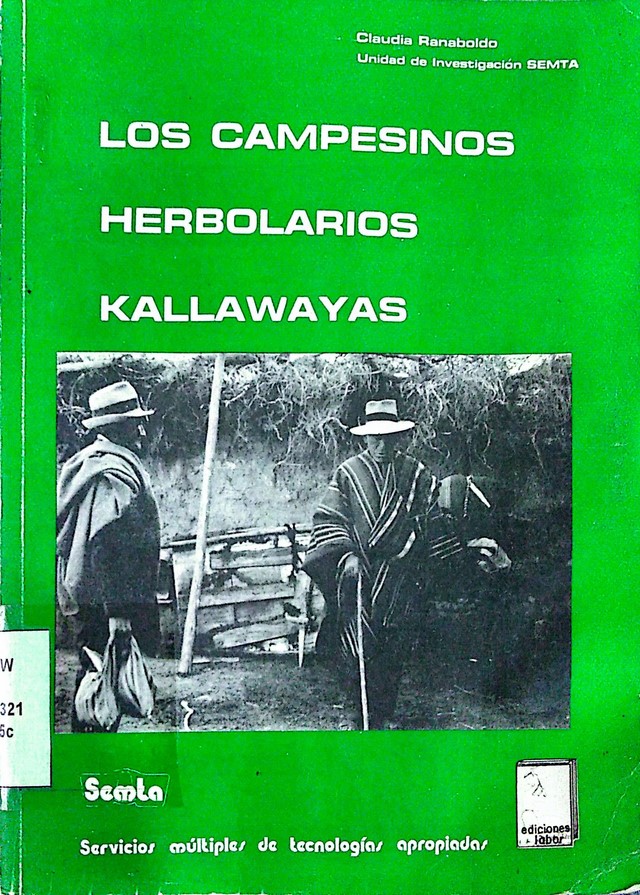 Claudia Ranaboldo
Unidad de Investigación SEMTA
LOS CAMPESINOS
HERBOLARIOS
KALLAWAYAS
W
321
5c
Semta
Servicios múltiples de tecnologías apropiadas
ediciones
labor